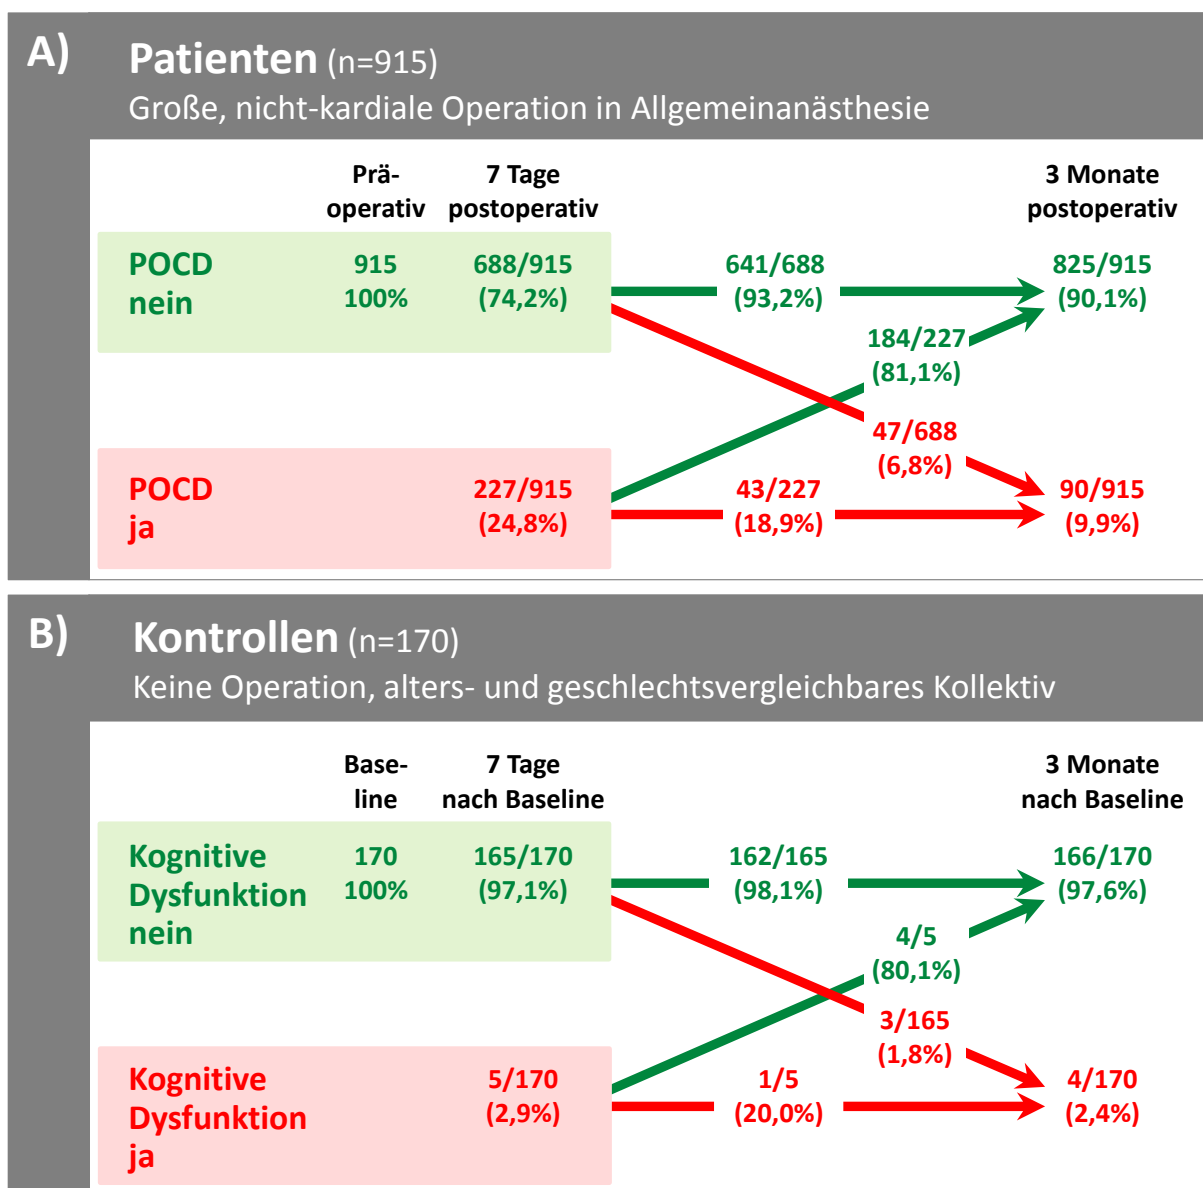 A)
Patienten (n=915)
Große, nicht-kardiale Operation in Allgemeinanästhesie
Prä- 7 Tage 3 Monate
operativ postoperativ postoperativ
POCD 915 688/915 641/688 825/915
nein 100% (74,2%) (93,2%) (90,1%)
184/227
(81,1%)
47/688
(6,8%)
POCD 227/915 43/227 90/915
ja (24,8%) (18,9%) (9,9%)
B)
Kontrollen (n=170)
Keine Operation, alters- und geschlechtsvergleichbares Kollektiv
Base- 7 Tage 3 Monate
line nach Baseline nach Baseline
Kognitive 170 165/170 162/165 166/170
Dysfunktion 100% (97,1%) (98,1%) (97,6%)
nein
4/5
(80,1%)
3/165
(1,8%)
Kognitive 5/170 1/5 4/170
Dysfunktion (2,9%) (20,0%) (2,4%)
ja